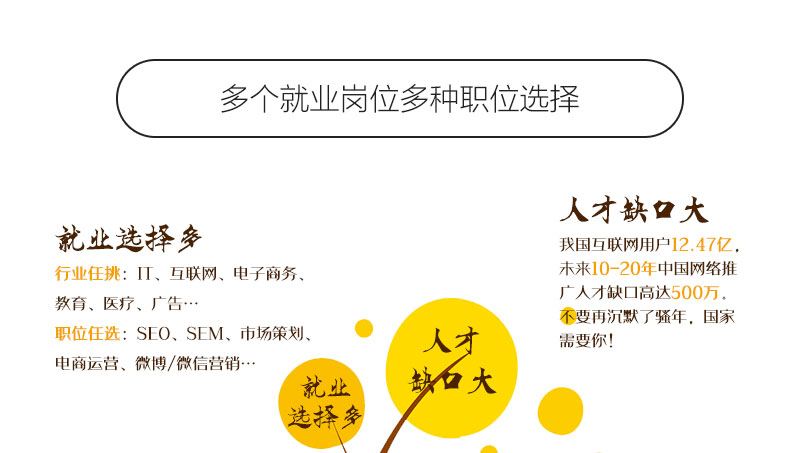 多个就业岗位多种职位选择
就业选择多
行业任挑：IT、互联网、电子商务、
教育、医疗、广告…
职位任选：SEO、SEM、市场策划、
电商运营、微博/微信营销…
人才缺口大
我国互联网用户12.47亿，
未来10-20年中国网络推
广人才缺口高达500万。
不要再沉默了骚年，国家
需要你！
人才
缺口大
就业
选择多